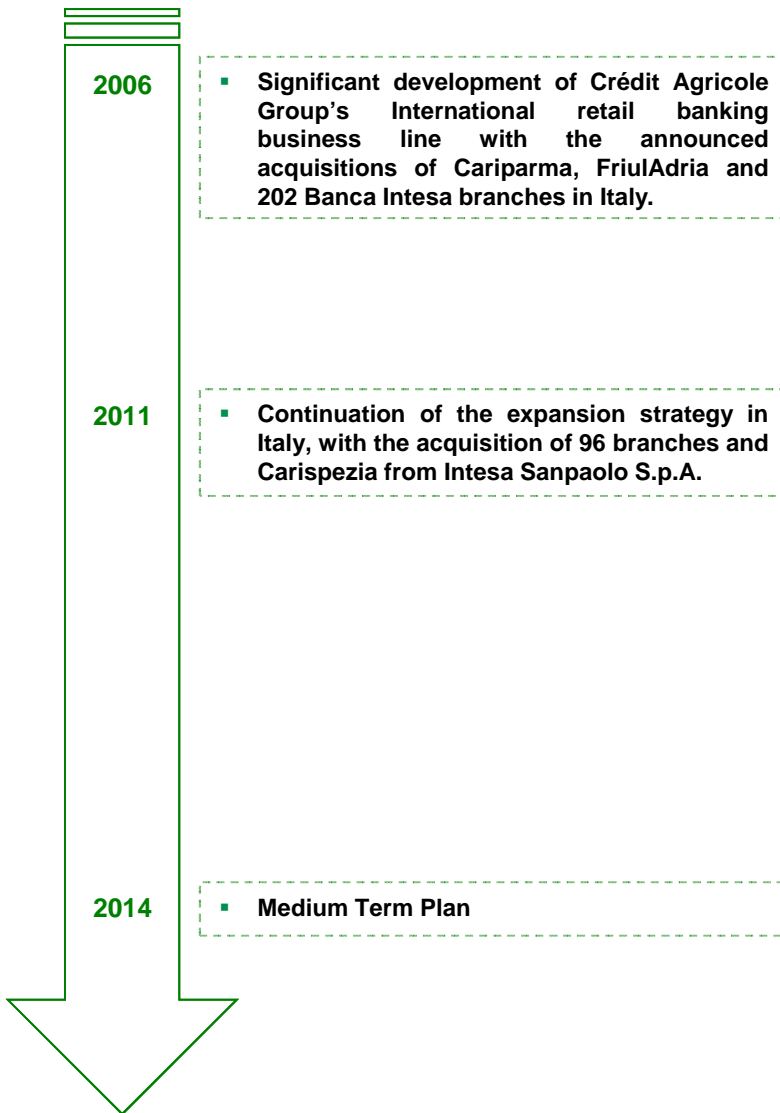 2006
▪ Significant development of Crédit Agricole
Group's International retail banking
business line with the announced
acquisitions of Cariparma, FriulAdria and
202 Banca Intesa branches in Italy.
2011
▪ Continuation of the expansion strategy in
Italy, with the acquisition of 96 branches and
Carispezia from Intesa Sanpaolo S.p.A.
2014
▪ Medium Term Plan